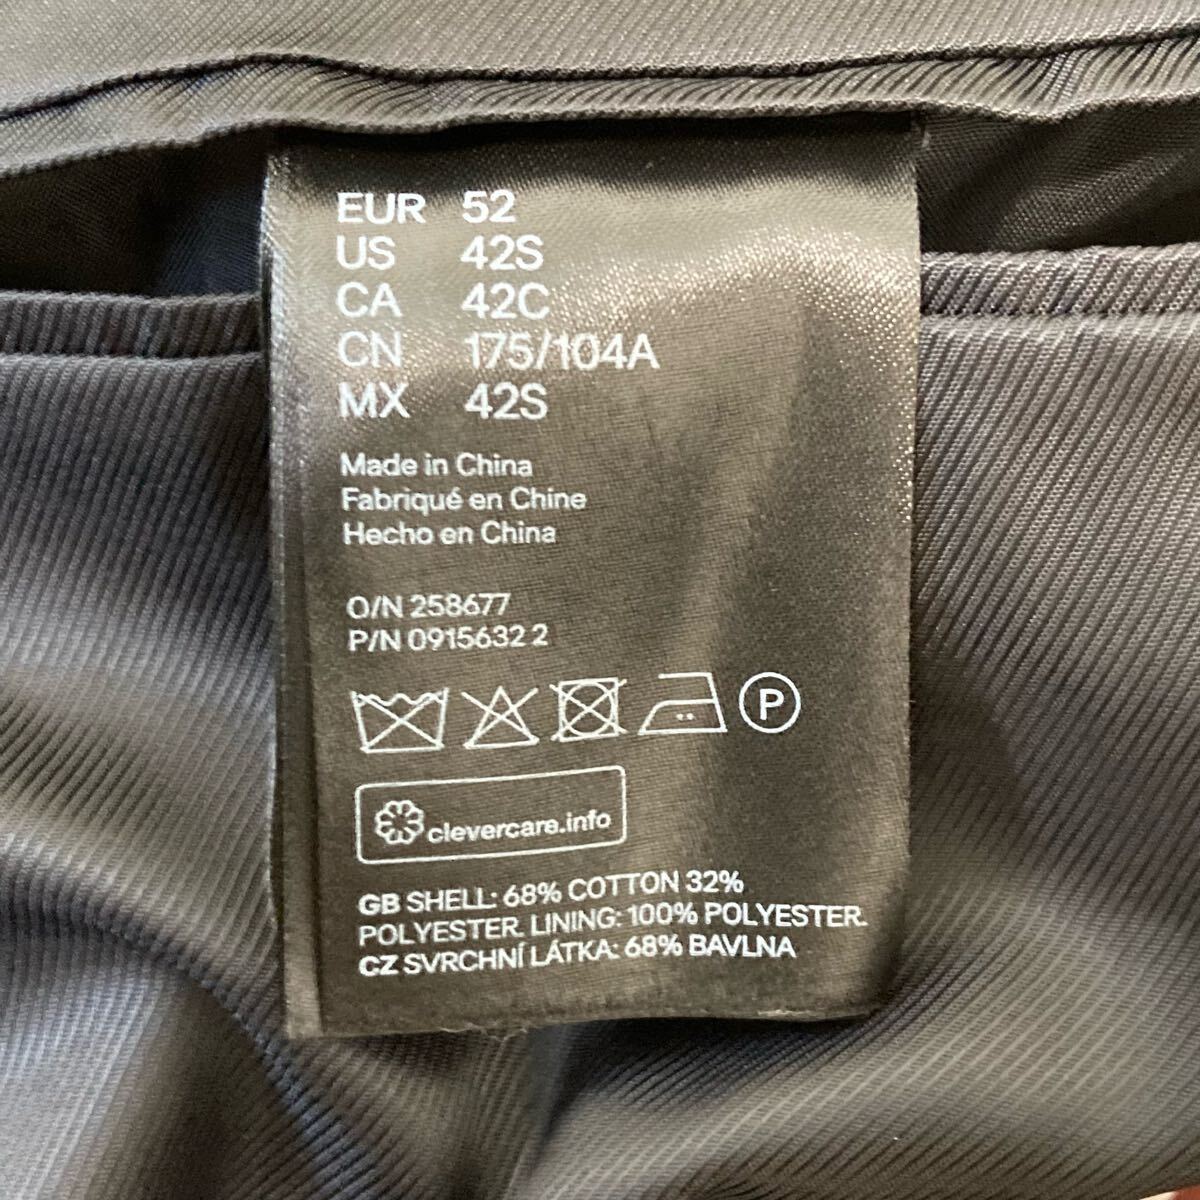 EUR 52
US 42S
CA 42C
CN 175/104A
MX 42S
Made in China
Fabriqué en Chine
Hecho en China
O/N 258677
P/N 0915632 2
P
clevercare.info
GB SHELL: 68% COTTON 32%
POLYESTER. LINING: 100% POLYESTER.
CZ SVRCHNÍ LÁTKA: 68% BAVLNA